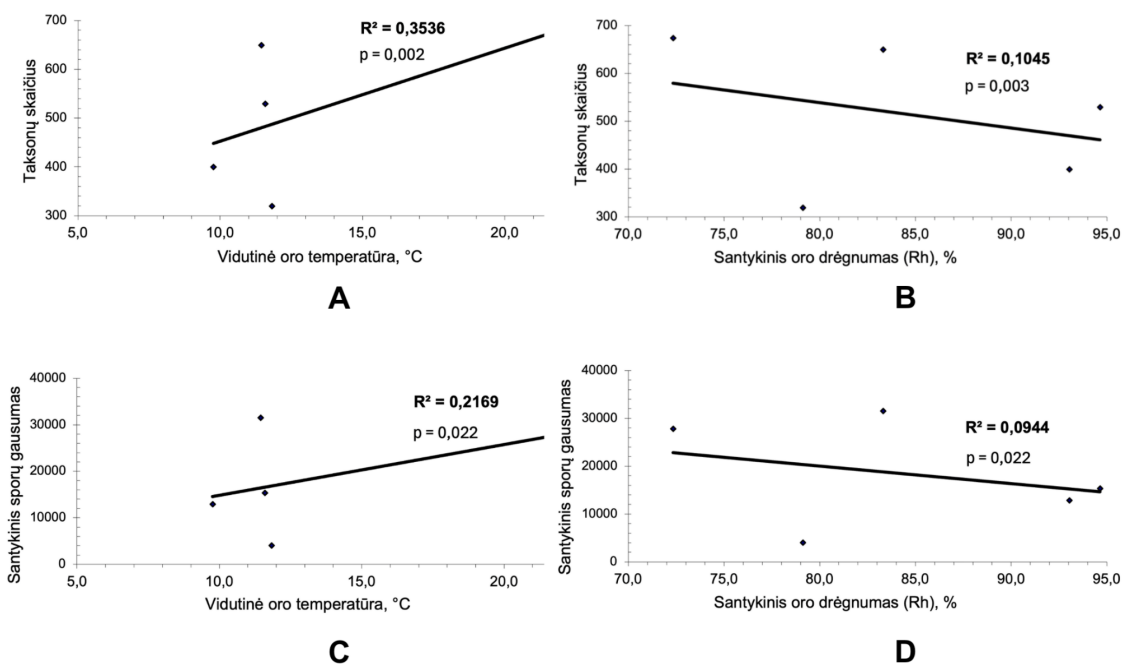 700
600
500
400
300
Taksonų skaičius
R² = 0,3536
p = 0,002
5,0 10,0 15,0 20,0
Vidutinė oro temperatūra, °C
A
700
600
500
400
300
Taksonų skaičius
R² = 0,1045
p = 0,003
70,0 75,0 80,0 85,0 90,0 95,0
Santykinis oro drėgnumas (Rh), %
B
40000
30000
20000
10000
0
Santykinis sporų gausumas
R² = 0,2169
p = 0,022
5,0 10,0 15,0 20,0
Vidutinė oro temperatūra, °C
C
40000
30000
20000
10000
0
Santykinis sporų gausumas
R² = 0,0944
p = 0,022
70,0 75,0 80,0 85,0 90,0 95,0
Santykinis oro drėgnumas (Rh), %
D